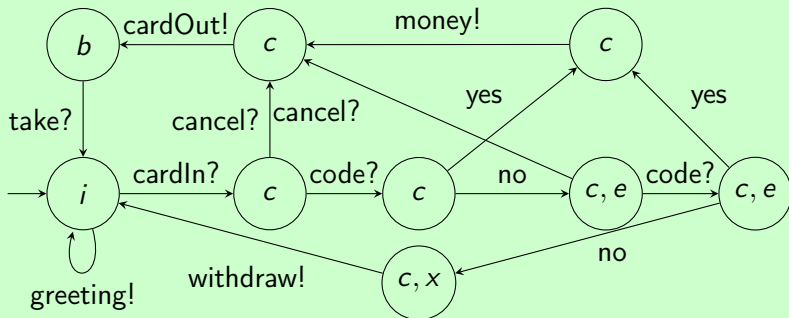 cardOut!
money!
b
c
c
take?
cancel?
cancel?
yes
yes
i
cardIn?
c
code?
c
no
c, e
code?
c, e
withdraw!
no
greeting!
c, x